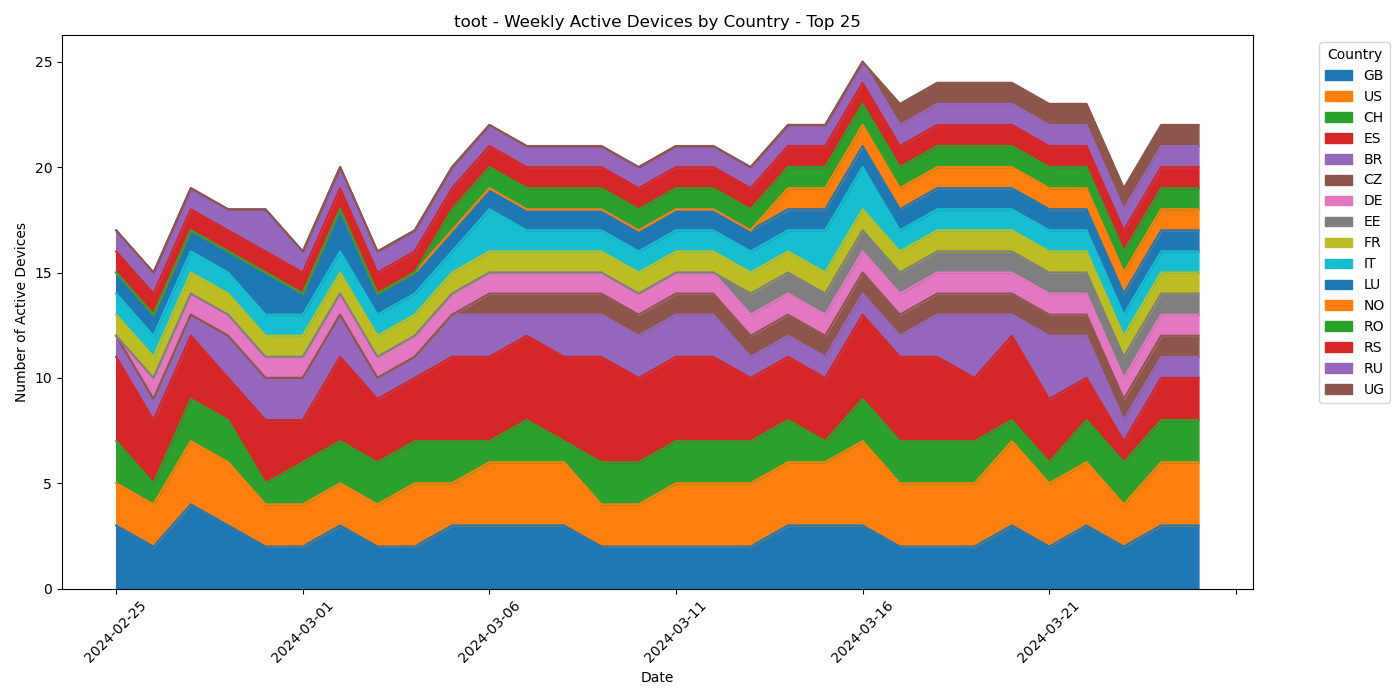 toot - Weekly Active Devices by Country - Top 25
Number of Active Devices
25
20
15
10
5
0
2024-02-25
2024-03-01
2024-03-06
2024-03-11
2024-03-16
2024-03-21
Date
Country
GB
US
CH
ES
BR
CZ
DE
EE
FR
IT
LU
NO
RO
RS
RU
UG